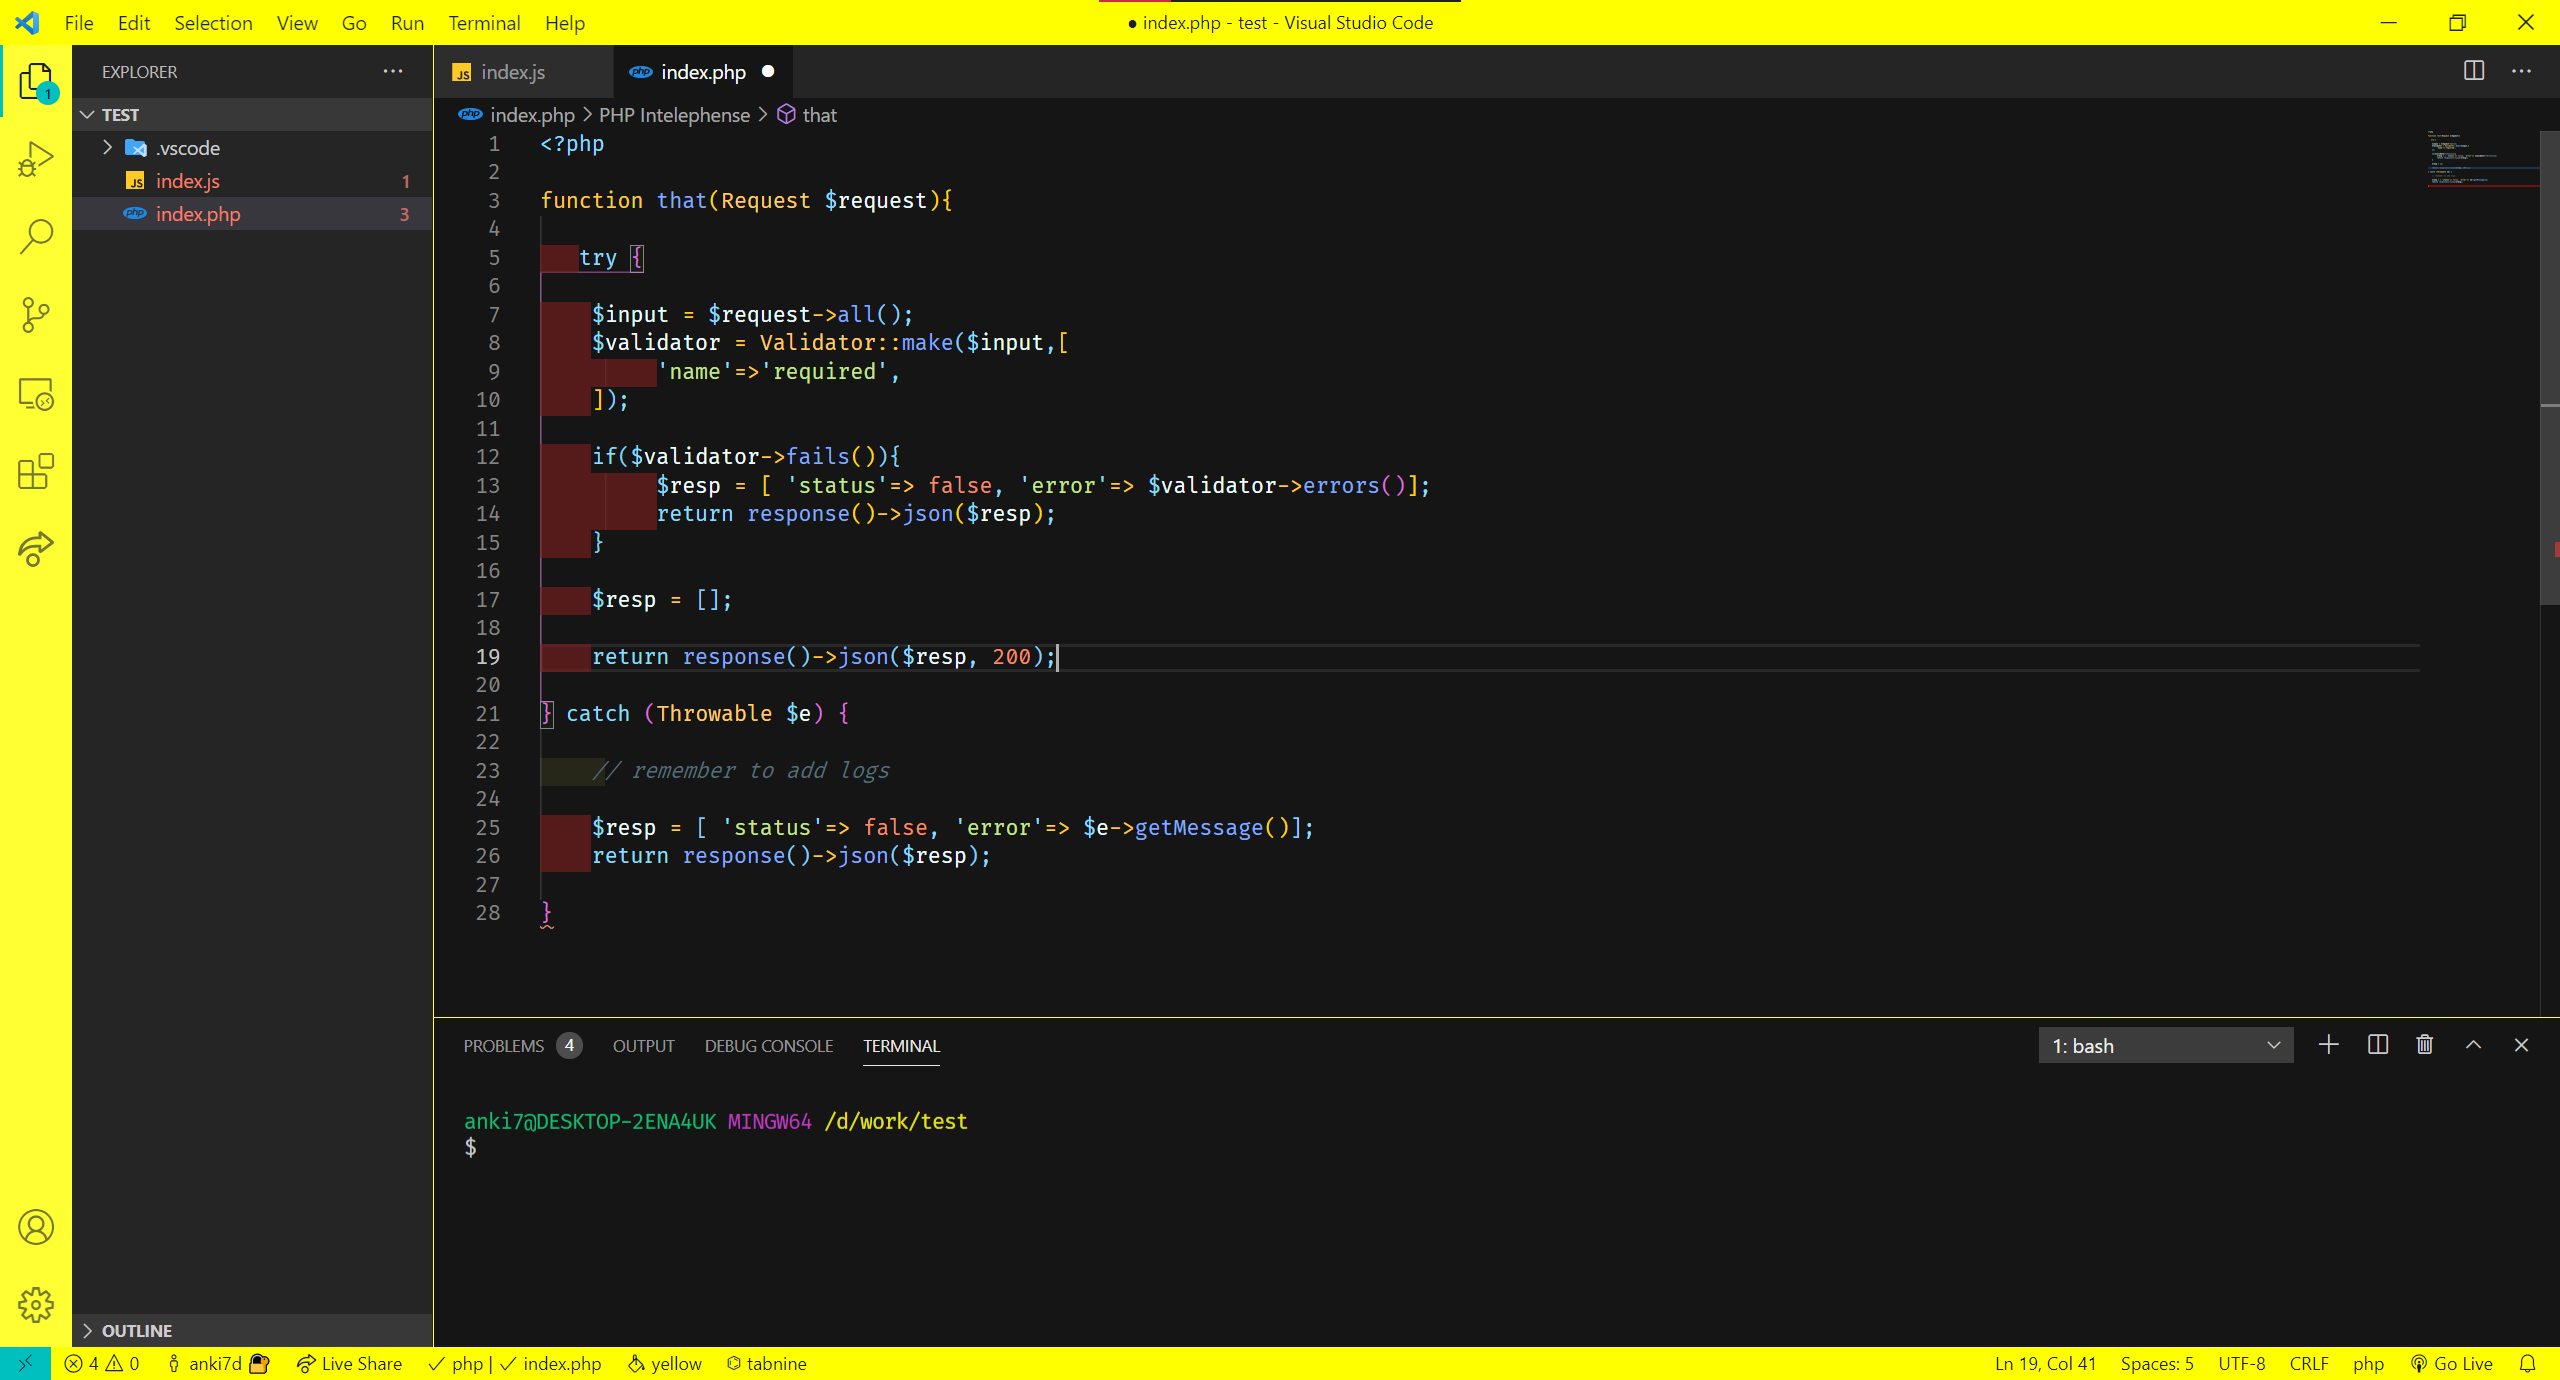 File Edit Selection View Go Run Terminal Help
● index.php - test - Visual Studio Code
1
EXPLORER
TEST
.vscode
JS index.js 1
php index.php 3
OUTLINE
JS index.js
php index.php
php index.php > PHP Intelephense > that
1 <?php
2
3 function that(Request $request){
4
5 try {
6
7 $input = $request->all();
8 $validator = Validator::make($input,[
9 'name'=>'required',
10 ]);
11
12 if($validator->fails()){
13 $resp = [ 'status'=> false, 'error'=> $validator->errors()];
14 return response()->json($resp);
15 }
16
17 $resp = [];
18
19 return response()->json($resp, 200);
20
21 } catch (Throwable $e) {
22
23 // remember to add logs
24
25 $resp = [ 'status'=> false, 'error'=> $e->getMessage()];
26 return response()->json($resp);
27
28 }
PROBLEMS 4 OUTPUT DEBUG CONSOLE TERMINAL
1: bash
anki7@DESKTOP-2ENA4UK MINGW64 /d/work/test
$
4 0 anki7d Live Share php | index.php yellow tabnine
Ln 19, Col 41 Spaces: 5 UTF-8 CRLF php Go Live